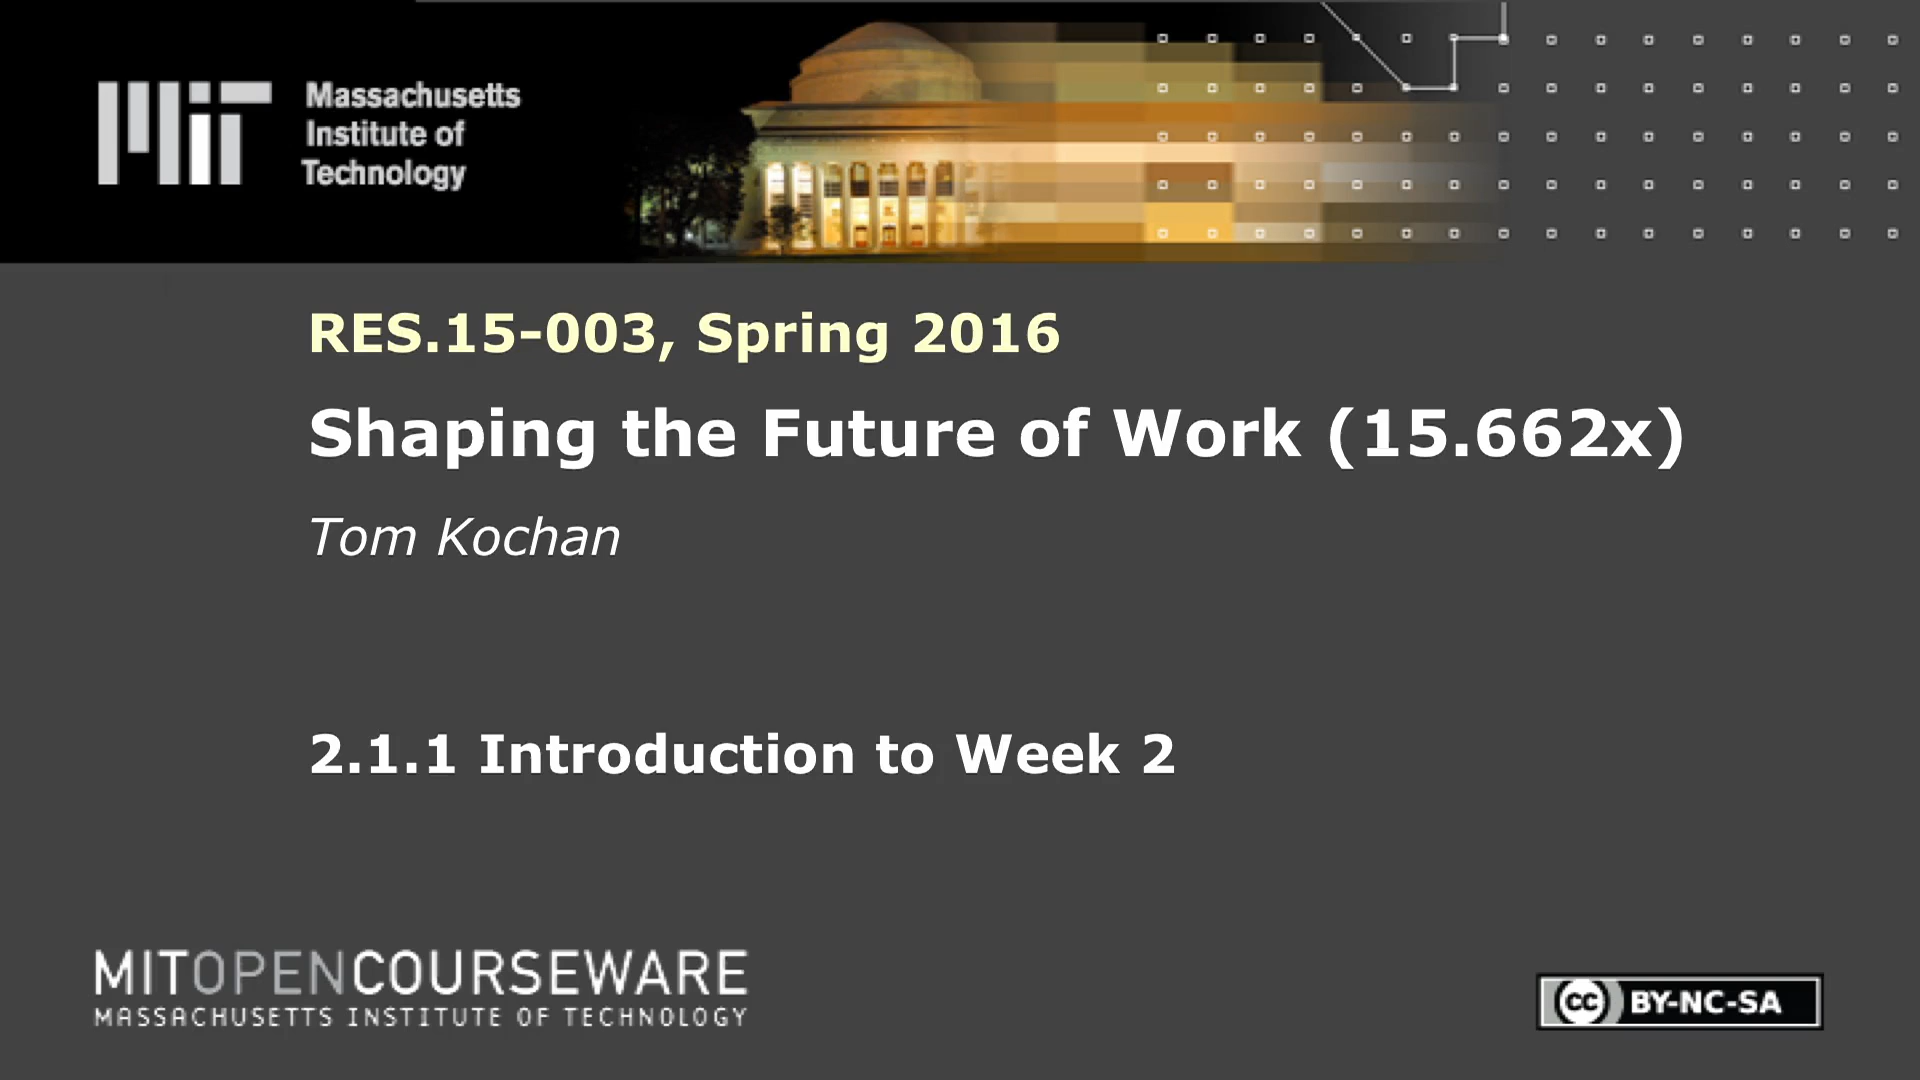 Massachusetts
Institute of
Technology
RES.15-003, Spring 2016
Shaping the Future of Work (15.662x)
Tom Kochan
2.1.1 Introduction to Week 2
MITOPENCOURSEWARE
MASSACHUSETTS INSTITUTE OF TECHNOLOGY
cc BY-NC-SA